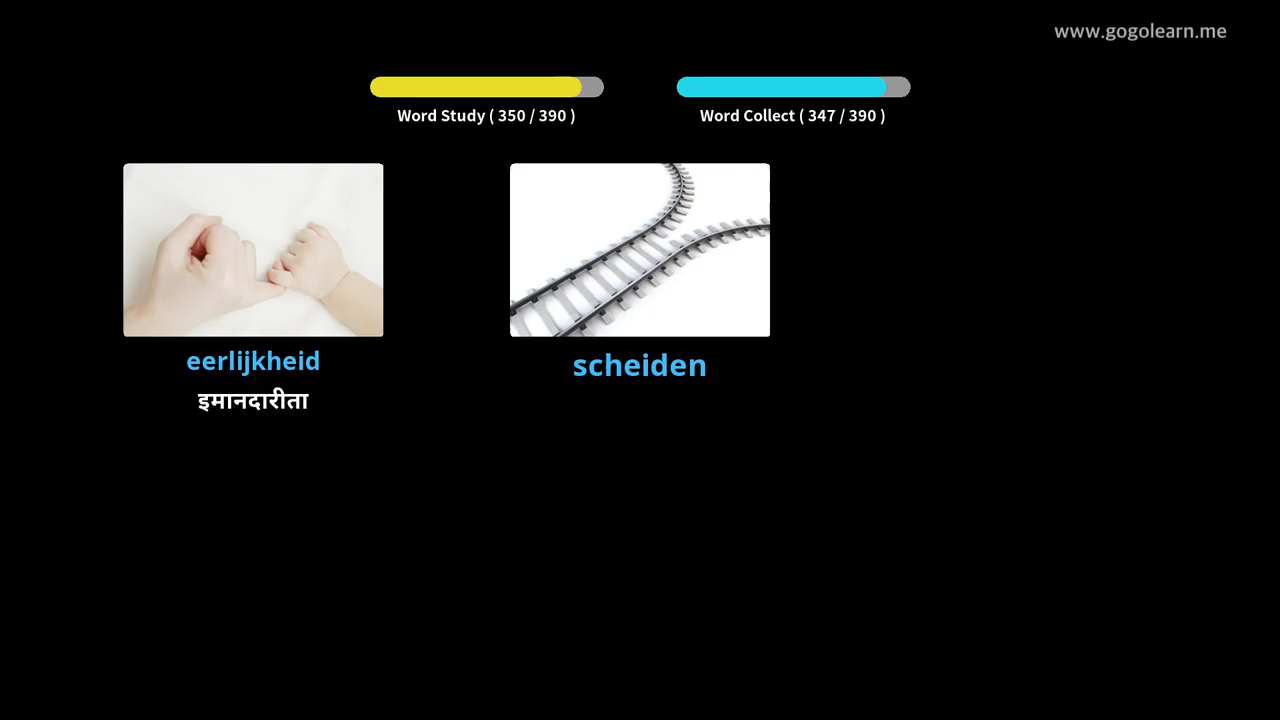 www.gogolearn.me
Word Study ( 350 / 390 )
Word Collect ( 347 / 390 )
eerlijkheid
इमानदारीता
scheiden